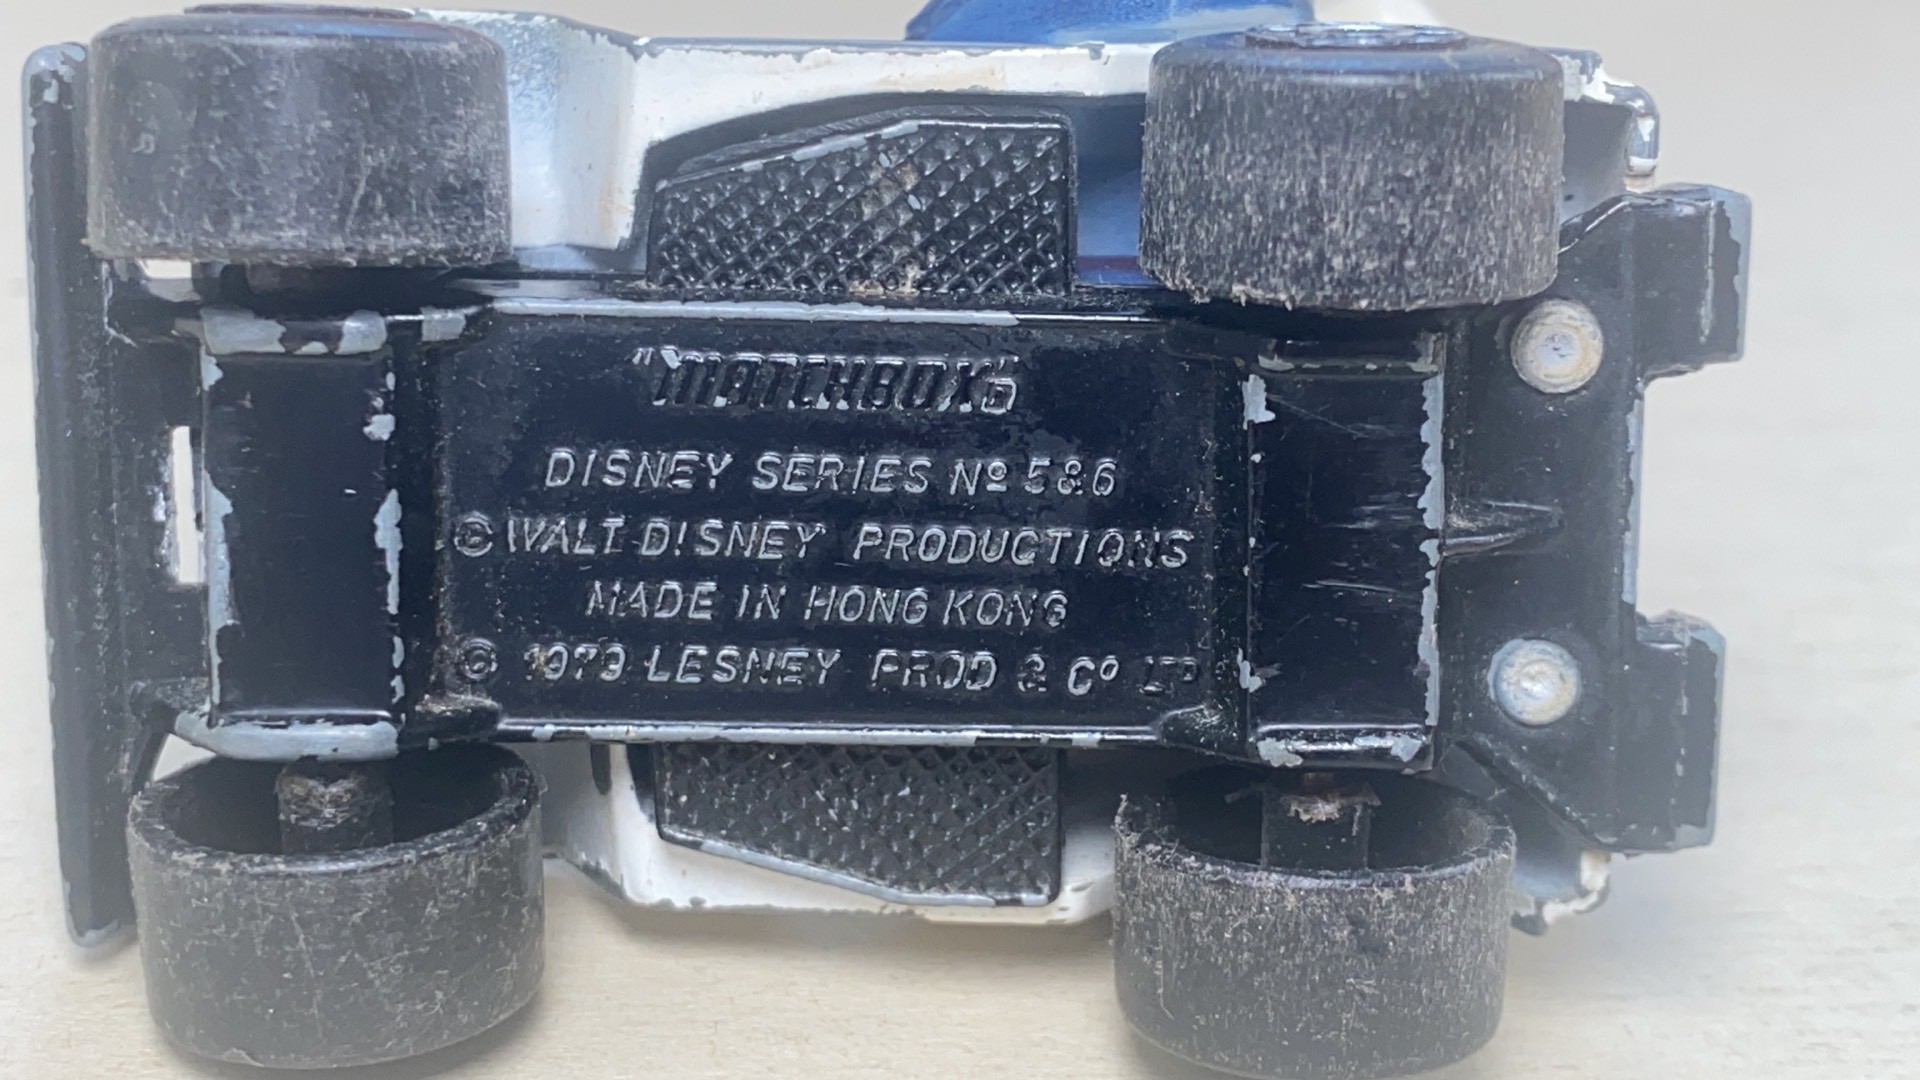 "MATCHBOX"
DISNEY SERIES Nº 5&6
© WALT DISNEY PRODUCTIONS
MADE IN HONG KONG
© 1979 LESNEY PROD & Cº LTD